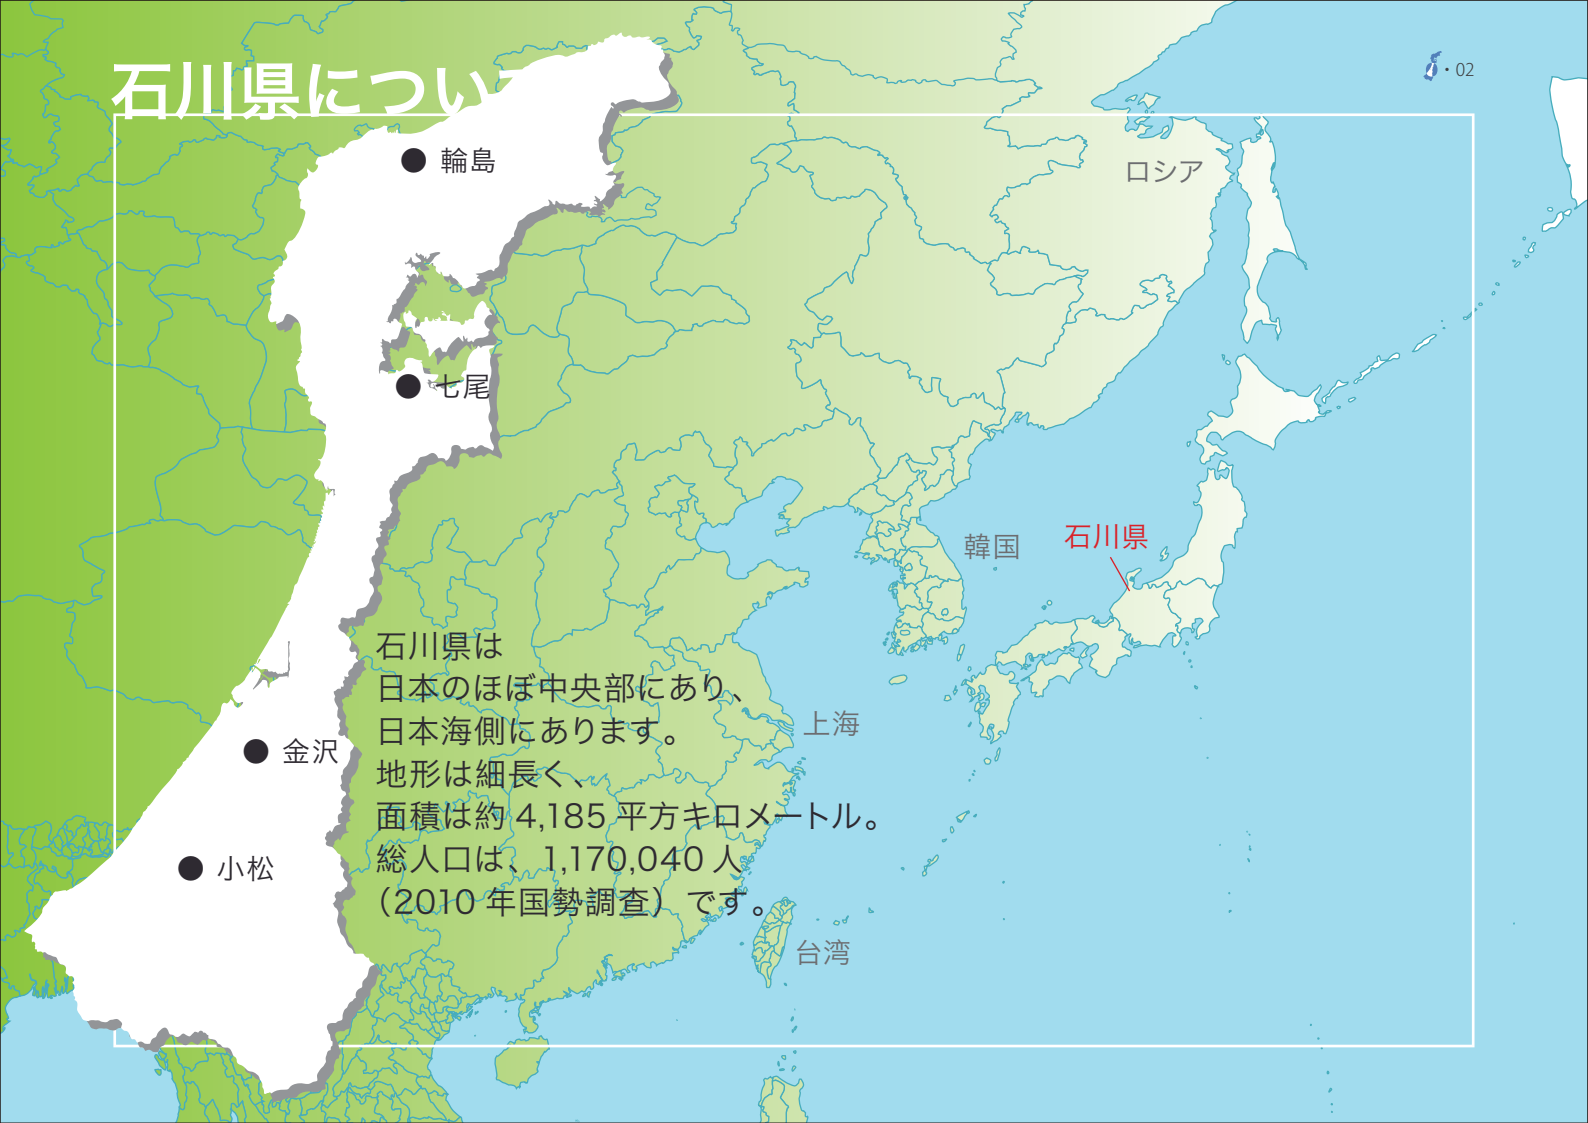 石川県につい
・02
輪島
ロシア
七尾
韓国
石川県
石川県は
日本のほぼ中央部にあり、
日本海側にあります。
上海
金沢
地形は細長く、
面積は約 4,185 平方キロメートル。
総人口は、1,170,040 人
小松
（2010 年国勢調査）です。
台湾